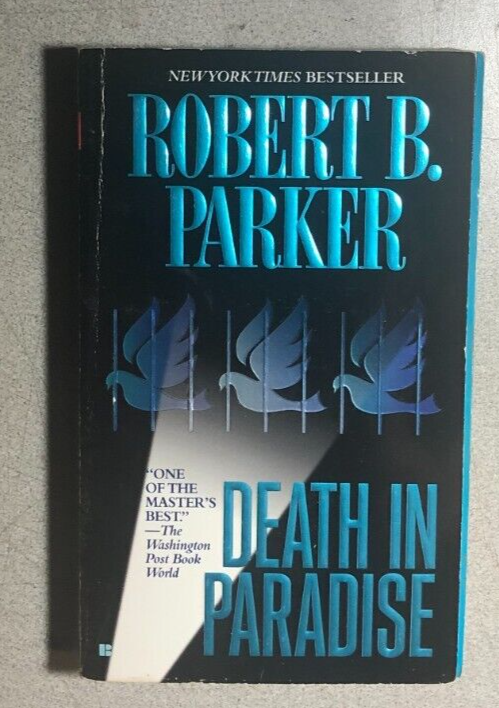 NEW YORK TIMES BESTSELLER
ROBERT B.
PARKER
"ONE
OF THE
MASTER'S
BEST."
—The
Washington
Post Book
World
DEATH IN
PARADISE
B